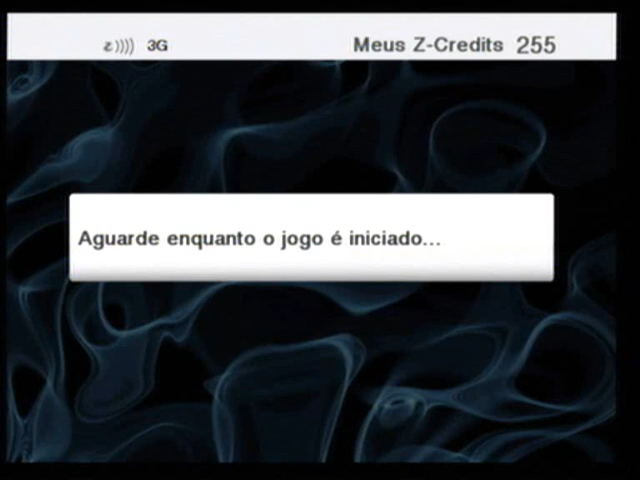 3G
Meus Z-Credits 255
Aguarde enquanto o jogo é iniciado...